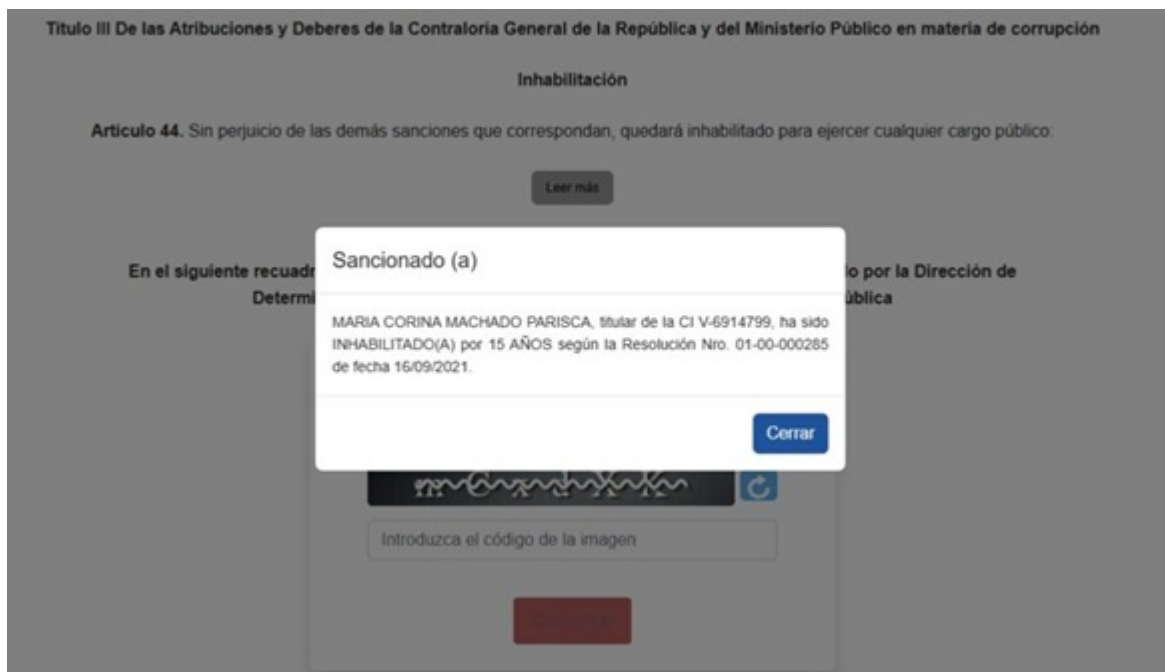 Título III De las Atribuciones y Deberes de la Contraloría General de la República y del Ministerio Público en materia de corrupción
Inhabilitación
Artículo 44. Sin perjuicio de las demás sanciones que correspondan, quedará inhabilitado para ejercer cualquier cargo público:
Leer más
En el siguiente recuadr
lo por la Dirección de
Determi
ública
Sancionado (a)
MARIA CORINA MACHADO PARISCA, titular de la CI V-6914799, ha sido
INHABILITADO(A) por 15 AÑOS según la Resolución Nro. 01-00-000285
de fecha 16/09/2021.
Cerrar
Introduzca el código de la imagen